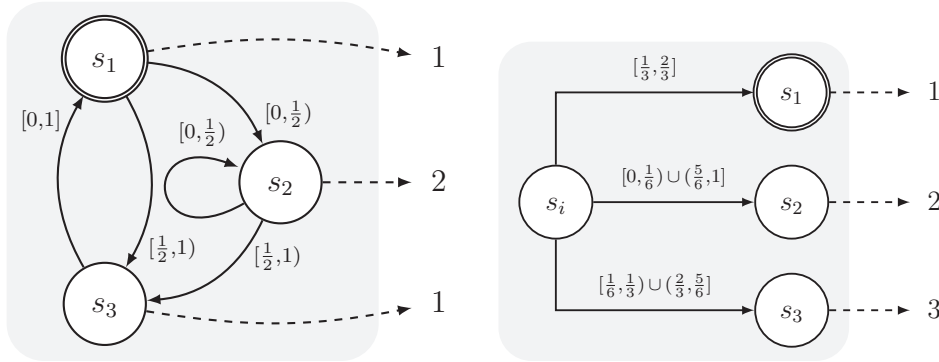 s₁
1
[0,1]
[0,½)
[0,½)
s₂
2
[½,1)
[½,1)
s₃
1
[⅓,⅔]
s₁
1
sᵢ
[0,⅙)∪(⅚,1]
s₂
2
[⅙,⅓)∪(⅔,⅚]
s₃
3